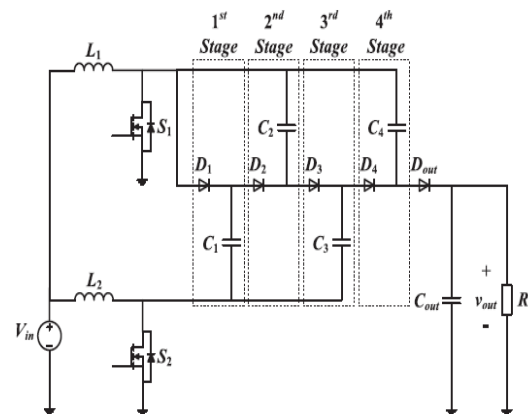 1st Stage
2nd Stage
3rd Stage
4th Stage
L1
S1
C2
C4
D1
D2
D3
D4
Dout
C1
C3
L2
Vin
S2
Cout
+
vout
-
R